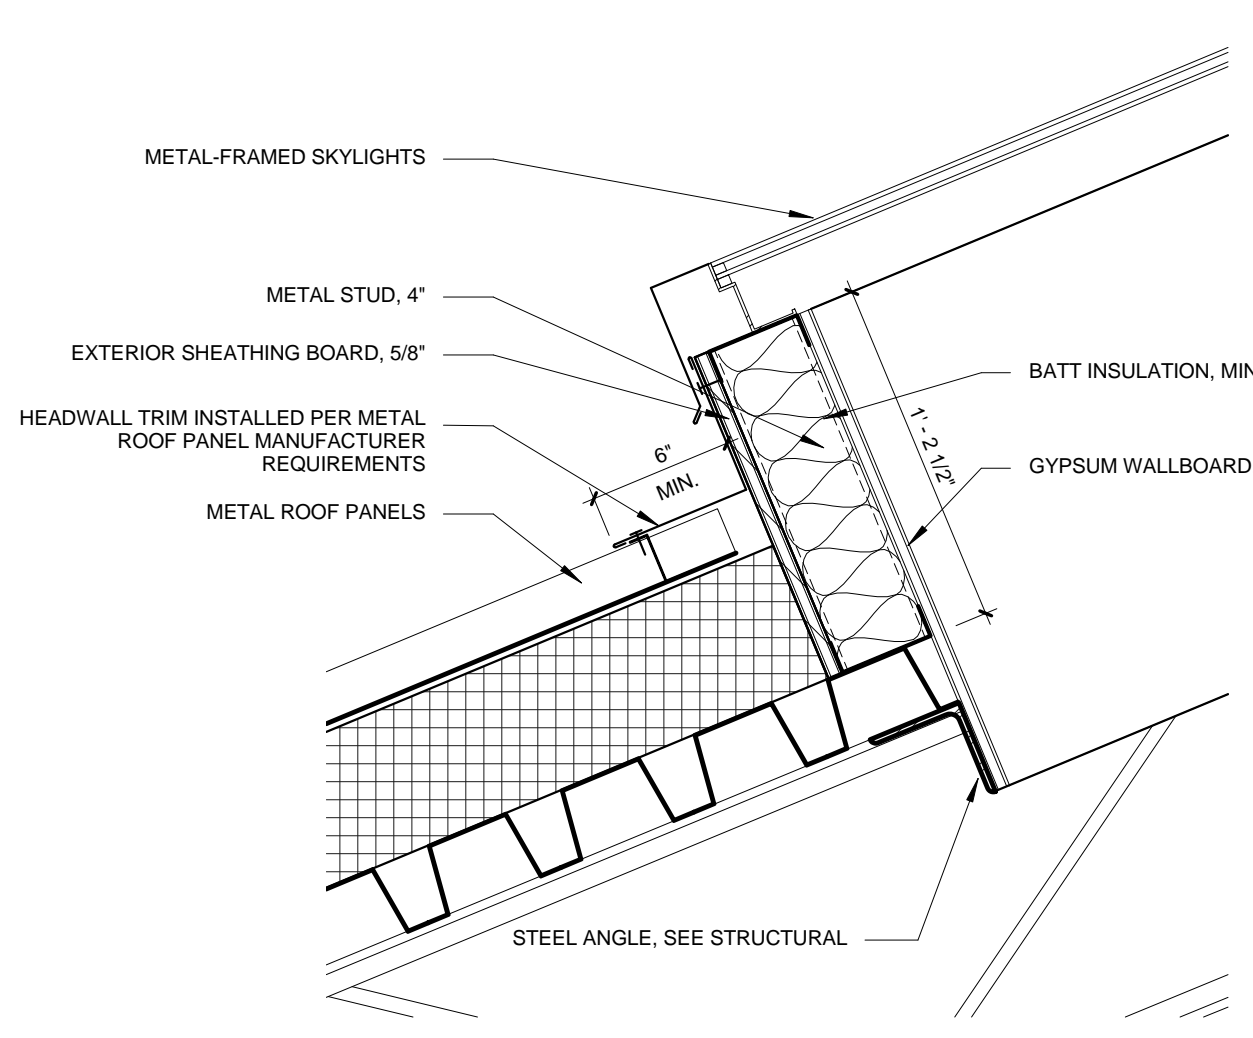 METAL-FRAMED SKYLIGHTS
METAL STUD, 4"
EXTERIOR SHEATHING BOARD, 5/8"
HEADWALL TRIM INSTALLED PER METAL
ROOF PANEL MANUFACTURER
REQUIREMENTS
METAL ROOF PANELS
6"
MIN.
BATT INSULATION, MIN
1' - 2 1/2"
GYPSUM WALLBOARD
STEEL ANGLE, SEE STRUCTURAL